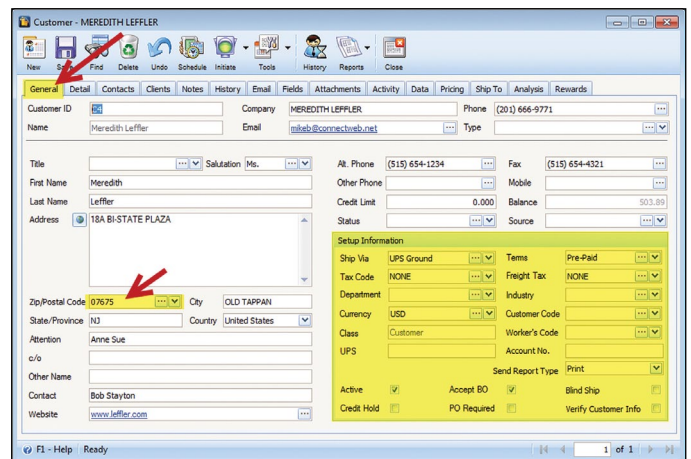 Customer - MEREDITH LEFFLER
New Find Delete Undo Schedule Initiate Tools History Reports Close
General Detail Contacts Clients Notes History Email Fields Attachments Activity Data Pricing Ship To Analysis Rewards
Customer ID Company MEREDITH LEFFLER Phone (201) 666-9771
Name Meredith Leffler Email mikeb@connectweb.net Type
Title Salutation Ms. Alt. Phone (515) 654-1234 Fax (515) 654-4321
First Name Meredith Other Phone Mobile
Last Name Leffler Credit Limit 0.000 Balance 503.89
Address 18A BI-STATE PLAZA Status Source
Setup Information
Ship Via UPS Ground Terms Pre-Paid
Tax Code NONE Freight Tax NONE
Department Industry
Zip/Postal Code 07675 City OLD TAPPAN Currency USD Customer Code
State/Province NJ Country United States Class Customer Worker's Code
Attention Anne Sue UPS Account No.
c/o Send Report Type Print
Other Name Active Accept BO Blind Ship
Contact Bob Stayton Credit Hold PO Required Verify Customer Info
Website www.leffler.com
F1 - Help Ready 1 of 1